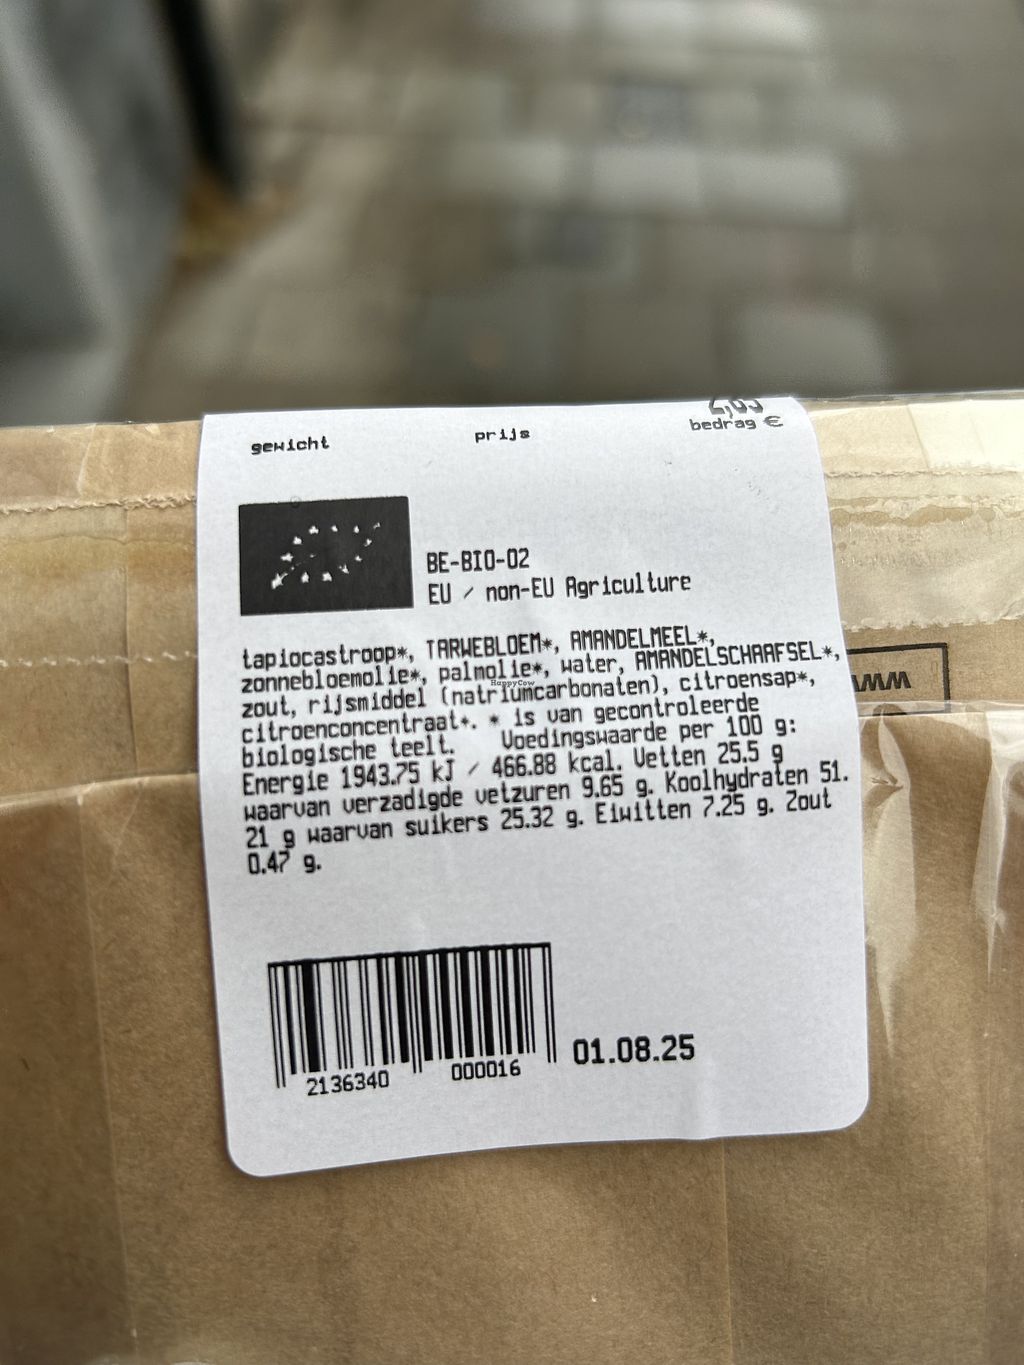 bedrag €
gewicht
prijs
BE-BIO-02
EU / non-EU Agriculture
tapiocastroop*, TARWEBLOEM*, AMANDELMEEL*,
zonnebloemolie*, palmolie*, water, AMANDELSCHAAFSEL*,
zout, rijsmiddel (natriumcarbonaten), citroensap*,
citroenconcentraat*. * is van gecontroleerde
biologische teelt. Voedingswaarde per 100 g:
Energie 1943.75 kJ / 466.88 kcal. Vetten 25.5 g
waarvan verzadigde vetzuren 9.65 g. Koolhydraten 51.
21 g waarvan suikers 25.32 g. Eiwitten 7.25 g. Zout
0.47 g.
HappyCow
2136340 000016
01.08.25